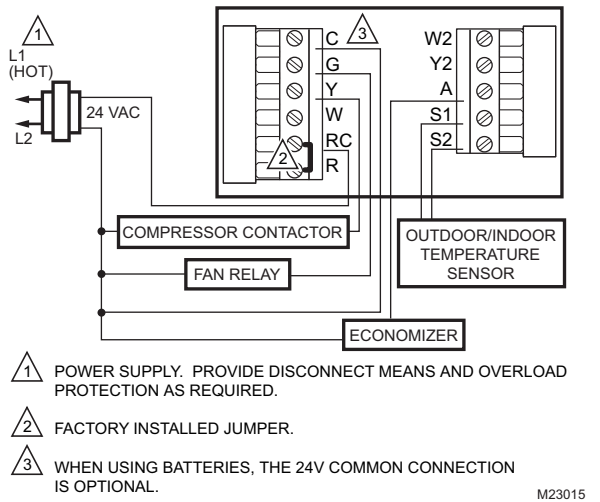 1
L1
(HOT)
24 VAC
L2
C
G
Y
W
RC
R
3
2
W2
Y2
A
S1
S2
COMPRESSOR CONTACTOR
FAN RELAY
OUTDOOR/INDOOR
TEMPERATURE
SENSOR
ECONOMIZER
1 POWER SUPPLY. PROVIDE DISCONNECT MEANS AND OVERLOAD
PROTECTION AS REQUIRED.
2 FACTORY INSTALLED JUMPER.
3 WHEN USING BATTERIES, THE 24V COMMON CONNECTION
IS OPTIONAL.
M23015